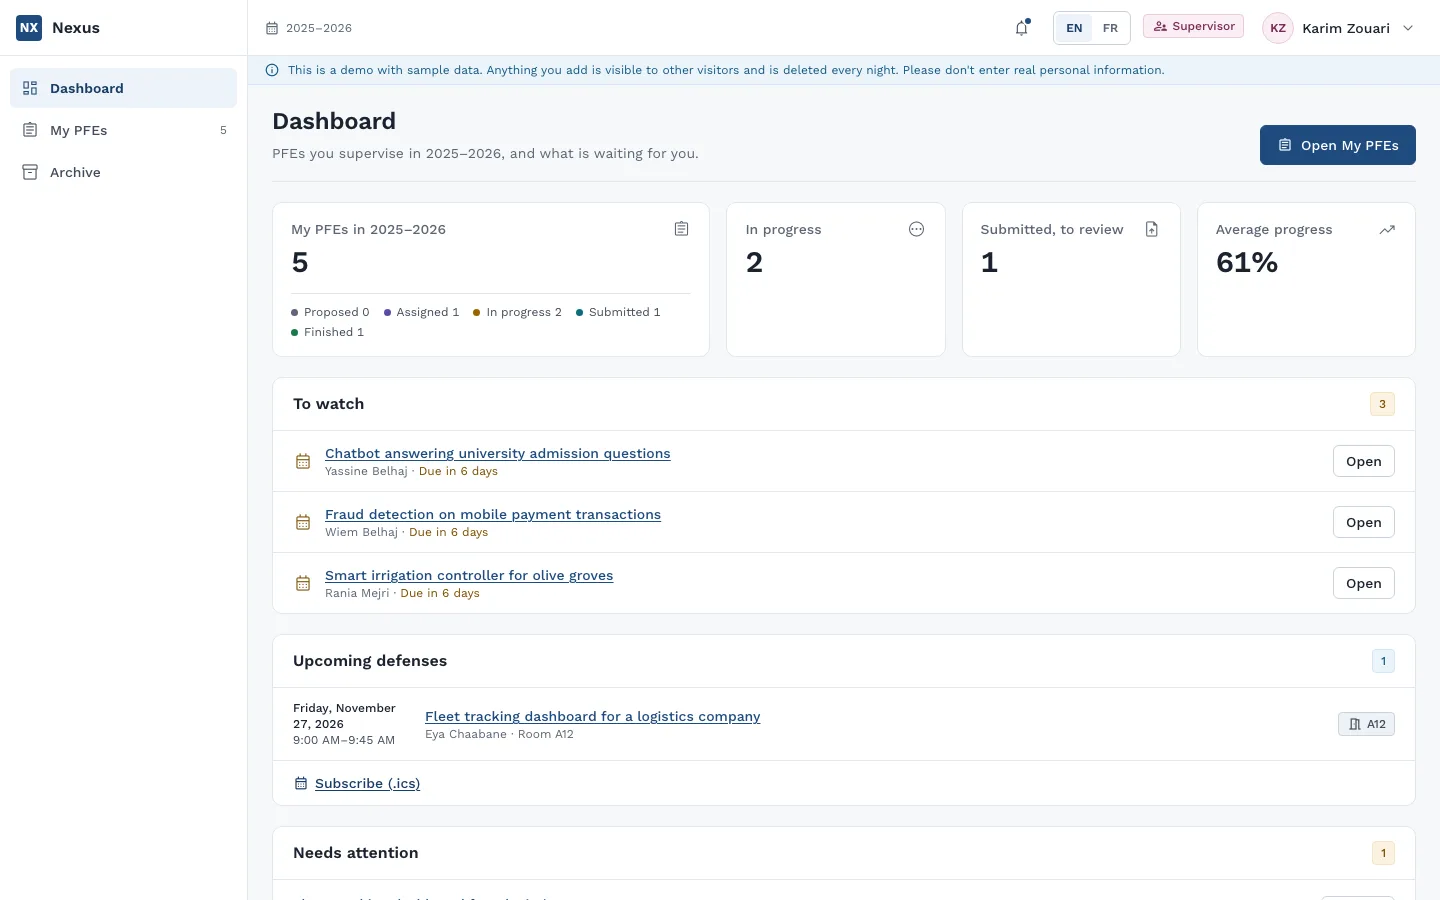 NX Nexus
2025–2026
EN FR
Supervisor
KZ Karim Zouari
Dashboard
My PFEs 5
Archive
This is a demo with sample data. Anything you add is visible to other visitors and is deleted every night. Please don't enter real personal information.
Dashboard
PFEs you supervise in 2025–2026, and what is waiting for you.
Open My PFEs
My PFEs in 2025–2026
5
Proposed 0 Assigned 1 In progress 2 Submitted 1
Finished 1
In progress
2
Submitted, to review
1
Average progress
61%
To watch 3
Chatbot answering university admission questions
Yassine Belhaj · Due in 6 days
Open
Fraud detection on mobile payment transactions
Wiem Belhaj · Due in 6 days
Open
Smart irrigation controller for olive groves
Rania Mejri · Due in 6 days
Open
Upcoming defenses 1
Friday, November
27, 2026
9:00 AM–9:45 AM
Fleet tracking dashboard for a logistics company
Eya Chaabane · Room A12
A12
Subscribe (.ics)
Needs attention 1